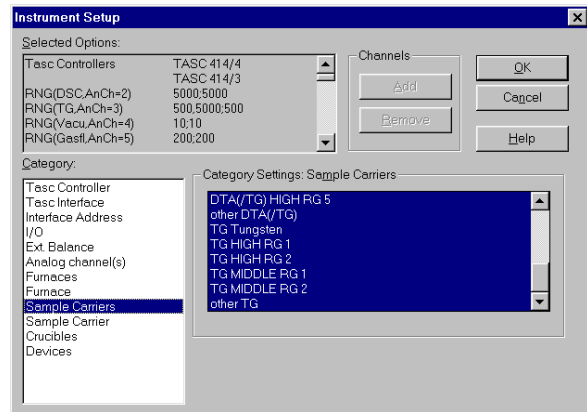 Instrument Setup
Selected Options:
Tasc Controllers TASC 414/4
TASC 414/3
RNG(DSC,AnCh=2) 5000;5000
RNG(TG,AnCh=3) 500,5000;500
RNG(Vacu,AnCh=4) 10;10
RNG(Gasfl,AnCh=5) 200;200
Channels
Add
Remove
OK
Cancel
Help
Category:
Tasc Controller
Tasc Interface
Interface Address
I/O
Ext. Balance
Analog channel(s)
Furnaces
Furnace
Sample Carriers
Sample Carrier
Crucibles
Devices
Category Settings: Sample Carriers
DTA(/TG) HIGH RG 5
other DTA(/TG)
TG Tungsten
TG HIGH RG 1
TG HIGH RG 2
TG MIDDLE RG 1
TG MIDDLE RG 2
other TG